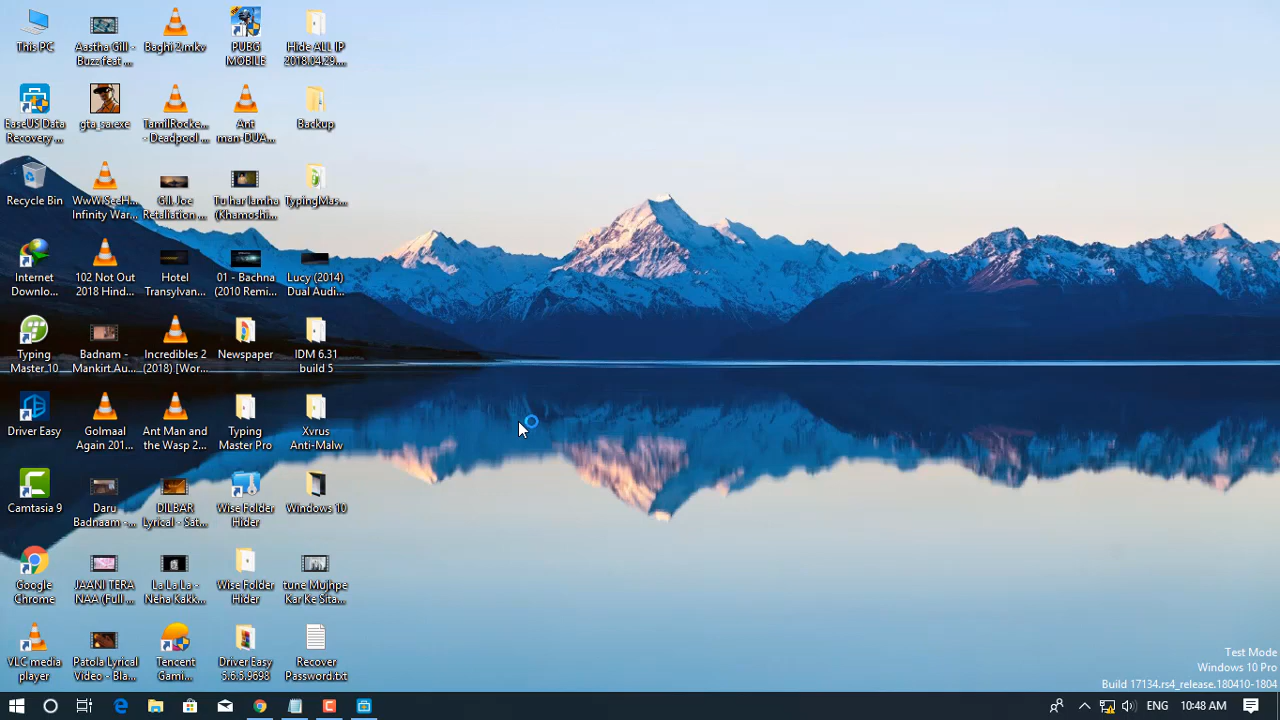 This PC
Aastha Gill -
Buzz feat ...
Baghi 2.mkv
PUBG
MOBILE
Hide ALL IP
2018.04.29....
EaseUS Data
Recovery ...
gta_sa.exe
TamilRocke...
- Deadpool ...
Ant
man-DUA...
Backup
Recycle Bin
WwW!SeeH...
Infinity War...
GI. Joe
Retaliation ...
Tu har lamha
(Khamoshi...
TypingMas...
Internet
Downlo...
102 Not Out
2018 Hind...
Hotel
Transylvan...
01 - Bachna
(2010 Remi...
Lucy (2014)
Dual Audi...
Typing
Master 10
Badnam -
Mankirt Au...
Incredibles 2
(2018) [Wor...
Newspaper
IDM 6.31
build 5
Driver Easy
Golmaal
Again 201...
Ant Man and
the Wasp 2...
Typing
Master Pro
Xvrus
Anti-Malw
Camtasia 9
Daru
Badnaam -...
DILBAR
Lyrical - Sat...
Wise Folder
Hider
Windows 10
Google
Chrome
JAANI TERA
NAA (Full ...
La La La -
Neha Kakk...
Wise Folder
Hider
tune Mujhpe
Kar Ke Sita...
VLC media
player
Patola Lyrical
Video - Bla...
Tencent
Gami...
Driver Easy
5.6.5.9698
Recover
Password.txt
Test Mode
Windows 10 Pro
Build 17134.rs4_release.180410-1804
ENG
10:48 AM